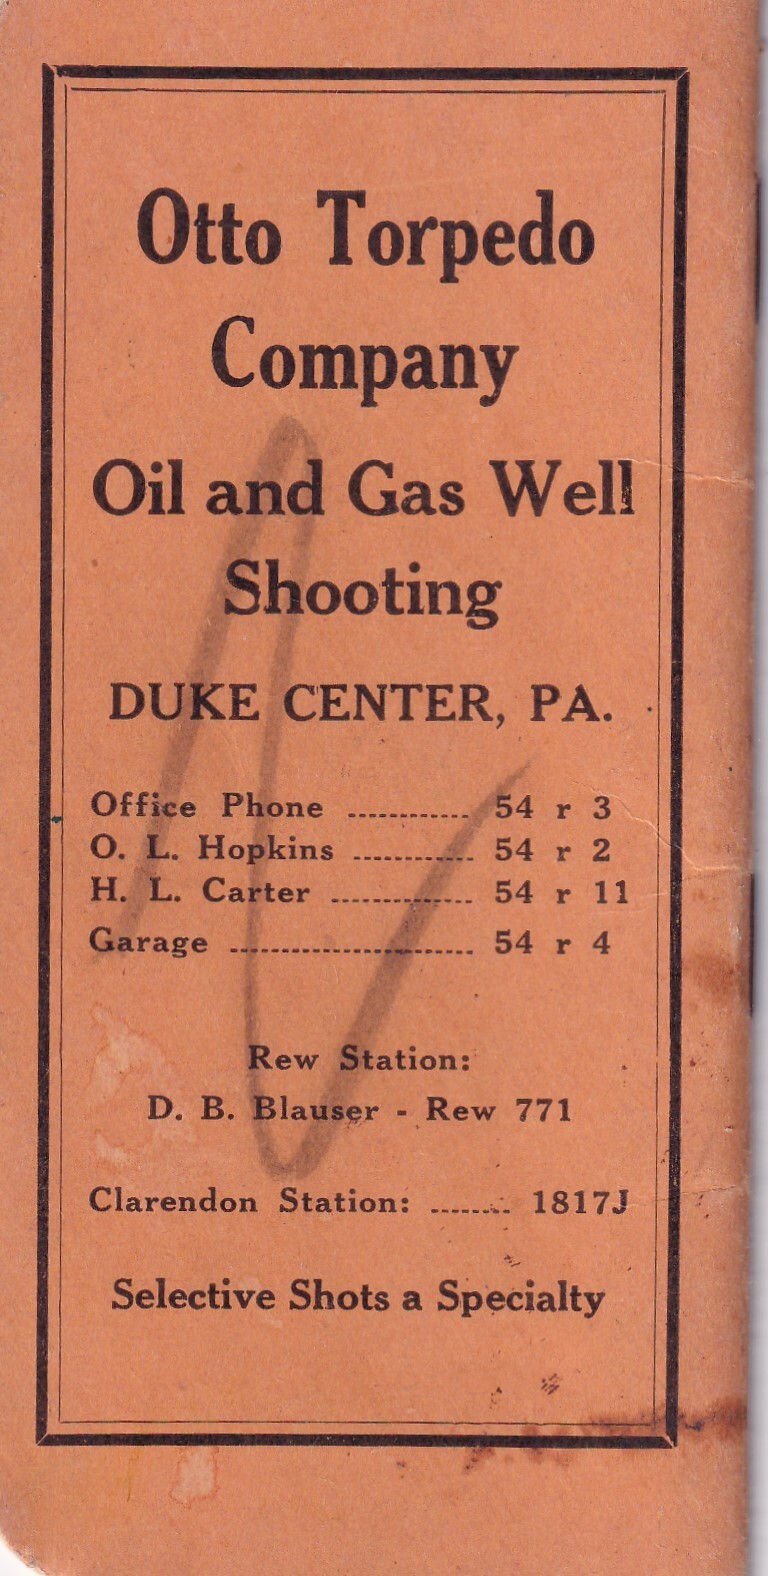 Otto Torpedo
Company
Oil and Gas Well
Shooting
DUKE CENTER, PA.
Office Phone ............ 54 r 3
O. L. Hopkins ............ 54 r 2
H. L. Carter ............ 54 r 11
Garage ........................ 54 r 4
Rew Station:
D. B. Blauser - Rew 771
Clarendon Station: ........ 1817J
Selective Shots a Specialty